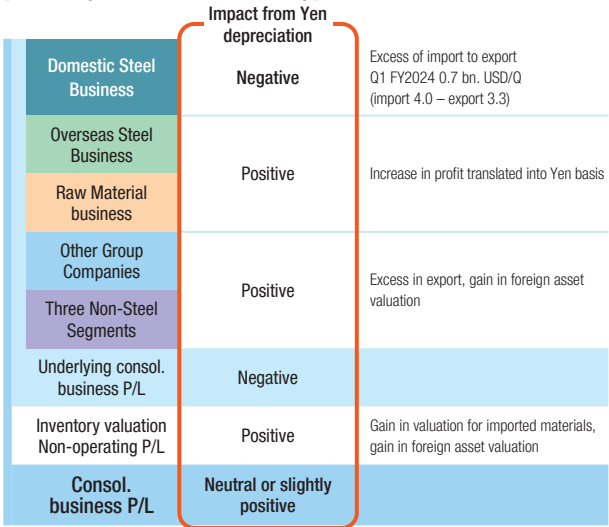 Impact from Yen
depreciation
Domestic Steel
Business
Negative
Excess of import to export
Q1 FY2024 0.7 bn. USD/Q
(import 4.0 – export 3.3)
Overseas Steel
Business
Raw Material
business
Positive
Increase in profit translated into Yen basis
Other Group
Companies
Three Non-Steel
Segments
Positive
Excess in export, gain in foreign asset
valuation
Underlying consol.
business P/L
Negative
Inventory valuation
Non-operating P/L
Positive
Gain in valuation for imported materials,
gain in foreign asset valuation
Consol.
business P/L
Neutral or slightly
positive